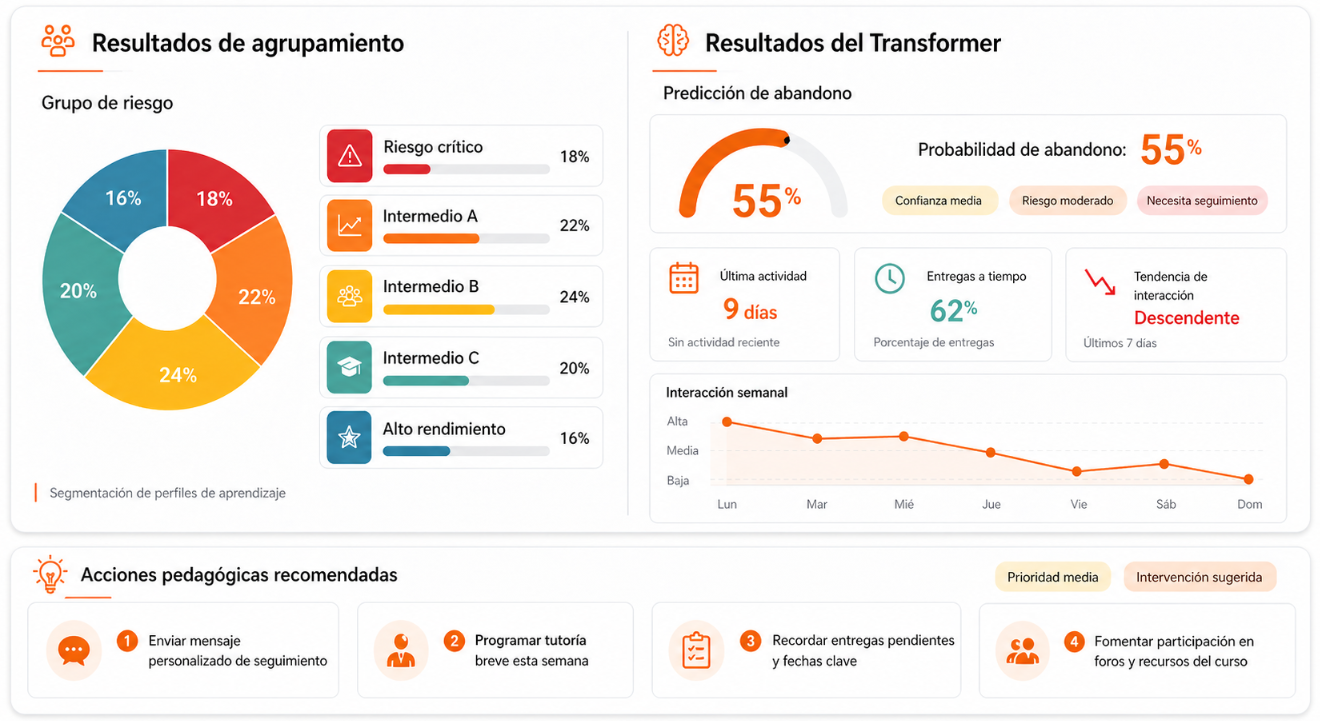 Resultados de agrupamiento
Grupo de riesgo
16%
18%
20%
22%
24%
Riesgo crítico
18%
Intermedio A
22%
Intermedio B
24%
Intermedio C
20%
Alto rendimiento
16%
Segmentación de perfiles de aprendizaje
Resultados del Transformer
Predicción de abandono
55%
Probabilidad de abandono: 55%
Confianza media
Riesgo moderado
Necesita seguimiento
Última actividad
9 días
Sin actividad reciente
Entregas a tiempo
62%
Porcentaje de entregas
Tendencia de
interacción
Descendente
Últimos 7 días
Interacción semanal
Alta
Media
Baja
Lun Mar Mié Jue Vie Sáb Dom
Acciones pedagógicas recomendadas
Prioridad media
Intervención sugerida
1 Enviar mensaje
personalizado de seguimiento
2 Programar tutoría
breve esta semana
3 Recordar entregas pendientes
y fechas clave
4 Fomentar participación en
foros y recursos del curso